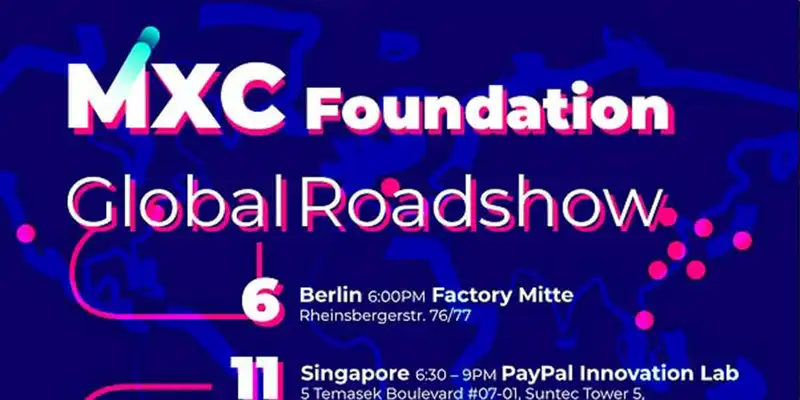 MXC Foundation
Global Roadshow
6 Berlin 6:00PM Factory Mitte
Rheinsbergerstr. 76/77
11 Singapore 6:30 – 9PM PayPal Innovation Lab
5 Temasek Boulevard #07-01, Suntec Tower 5,